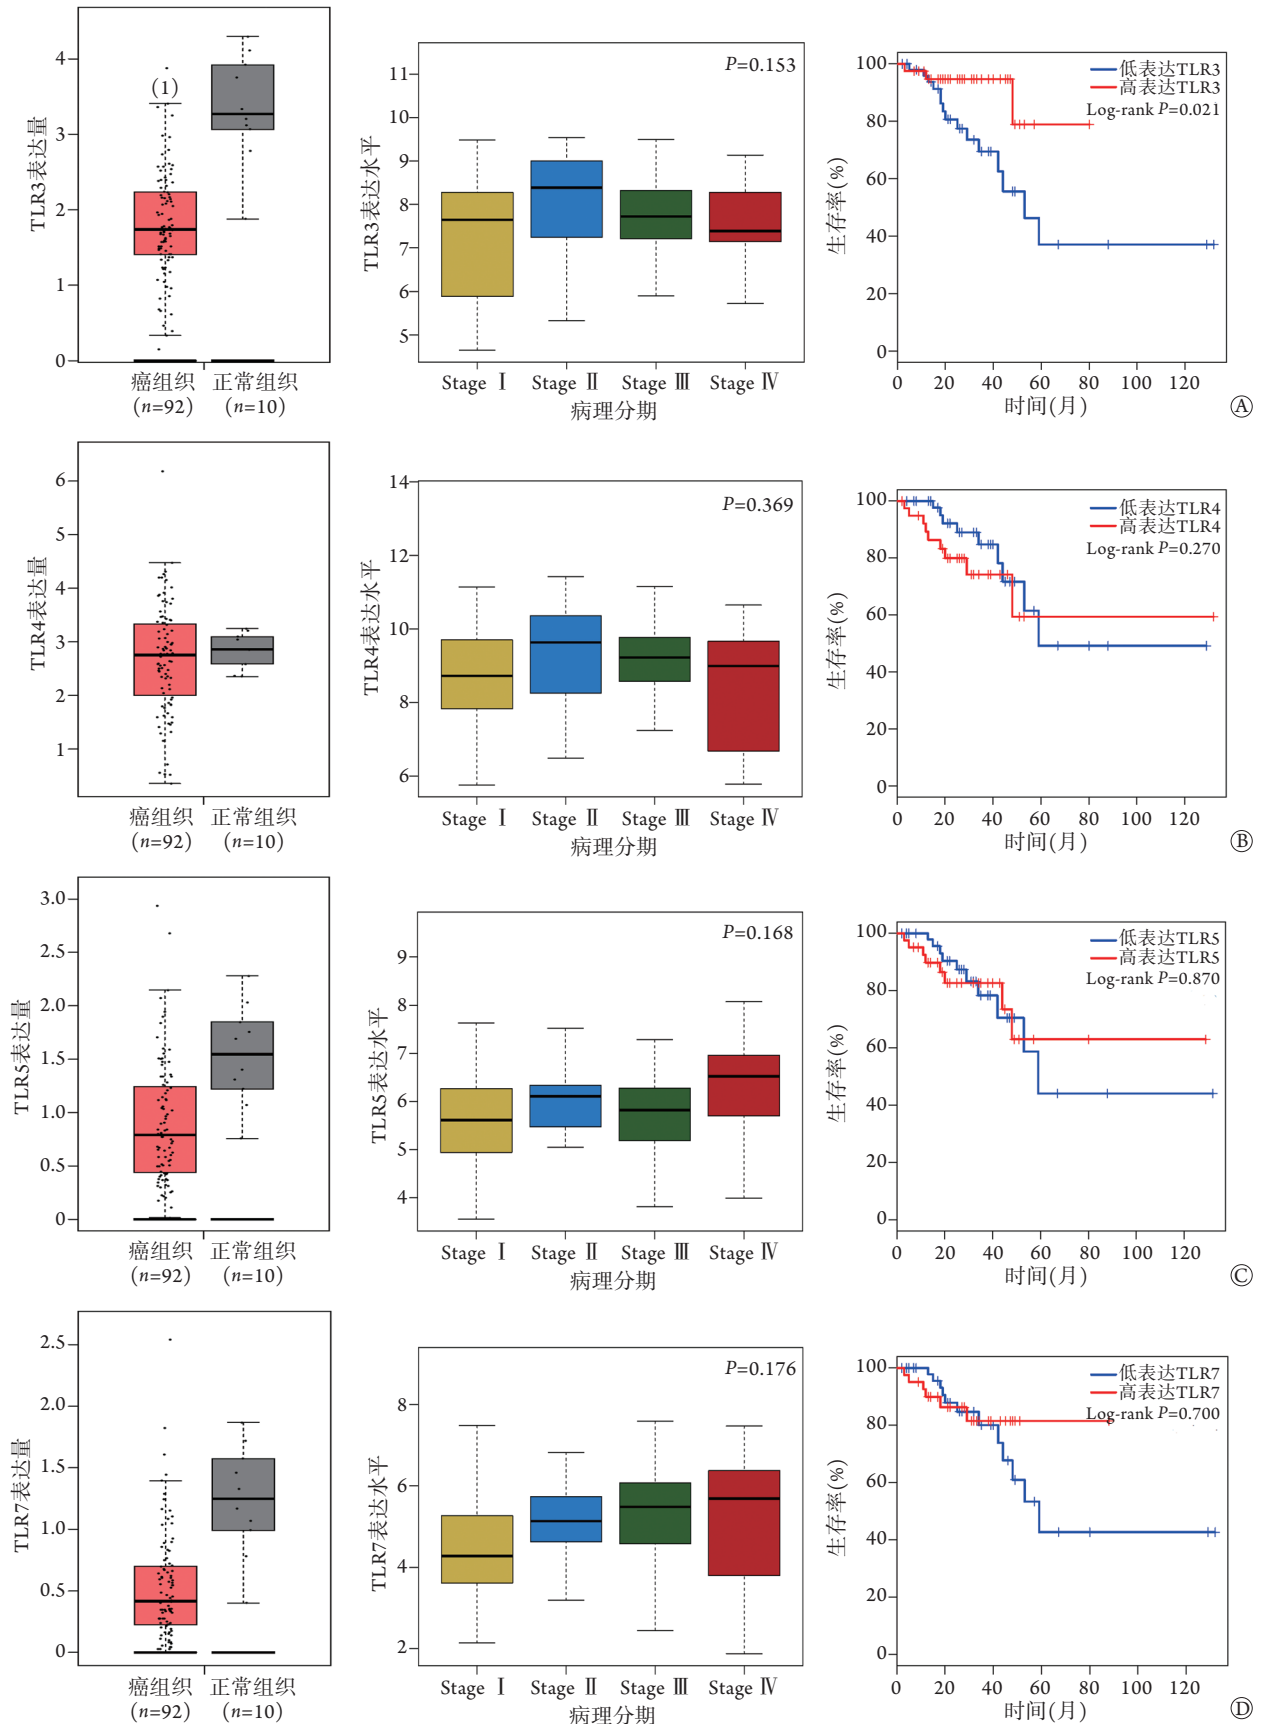 TLR3表达量
4
3
2
1
0
(1)
癌组织 正常组织
(n=92) (n=10)
TLR3表达水平
11
10
9
8
7
6
5
P=0.153
Stage Ⅰ Stage Ⅱ Stage Ⅲ Stage Ⅳ
病理分期
生存率(%)
100
80
60
40
20
0
低表达TLR3
高表达TLR3
Log-rank P=0.021
0 20 40 60 80 100 120
时间(月)
Ⓐ
TLR4表达量
6
5
4
3
2
1
癌组织 正常组织
(n=92) (n=10)
TLR4表达水平
14
12
10
8
6
P=0.369
Stage Ⅰ Stage Ⅱ Stage Ⅲ Stage Ⅳ
病理分期
生存率(%)
100
80
60
40
20
0
低表达TLR4
高表达TLR4
Log-rank P=0.270
0 20 40 60 80 100 120
时间(月)
Ⓑ
TLR5表达量
3.0
2.5
2.0
1.5
1.0
0.5
0
癌组织 正常组织
(n=92) (n=10)
TLR5表达水平
9
8
7
6
5
4
P=0.168
Stage Ⅰ Stage Ⅱ Stage Ⅲ Stage Ⅳ
病理分期
生存率(%)
100
80
60
40
20
0
低表达TLR5
高表达TLR5
Log-rank P=0.870
0 20 40 60 80 100 120
时间(月)
Ⓒ
TLR7表达量
2.5
2.0
1.5
1.0
0.5
0
癌组织 正常组织
(n=92) (n=10)
TLR7表达水平
8
6
4
2
P=0.176
Stage Ⅰ Stage Ⅱ Stage Ⅲ Stage Ⅳ
病理分期
生存率(%)
100
80
60
40
20
0
低表达TLR7
高表达TLR7
Log-rank P=0.700
0 20 40 60 80 100 120
时间(月)
Ⓓ